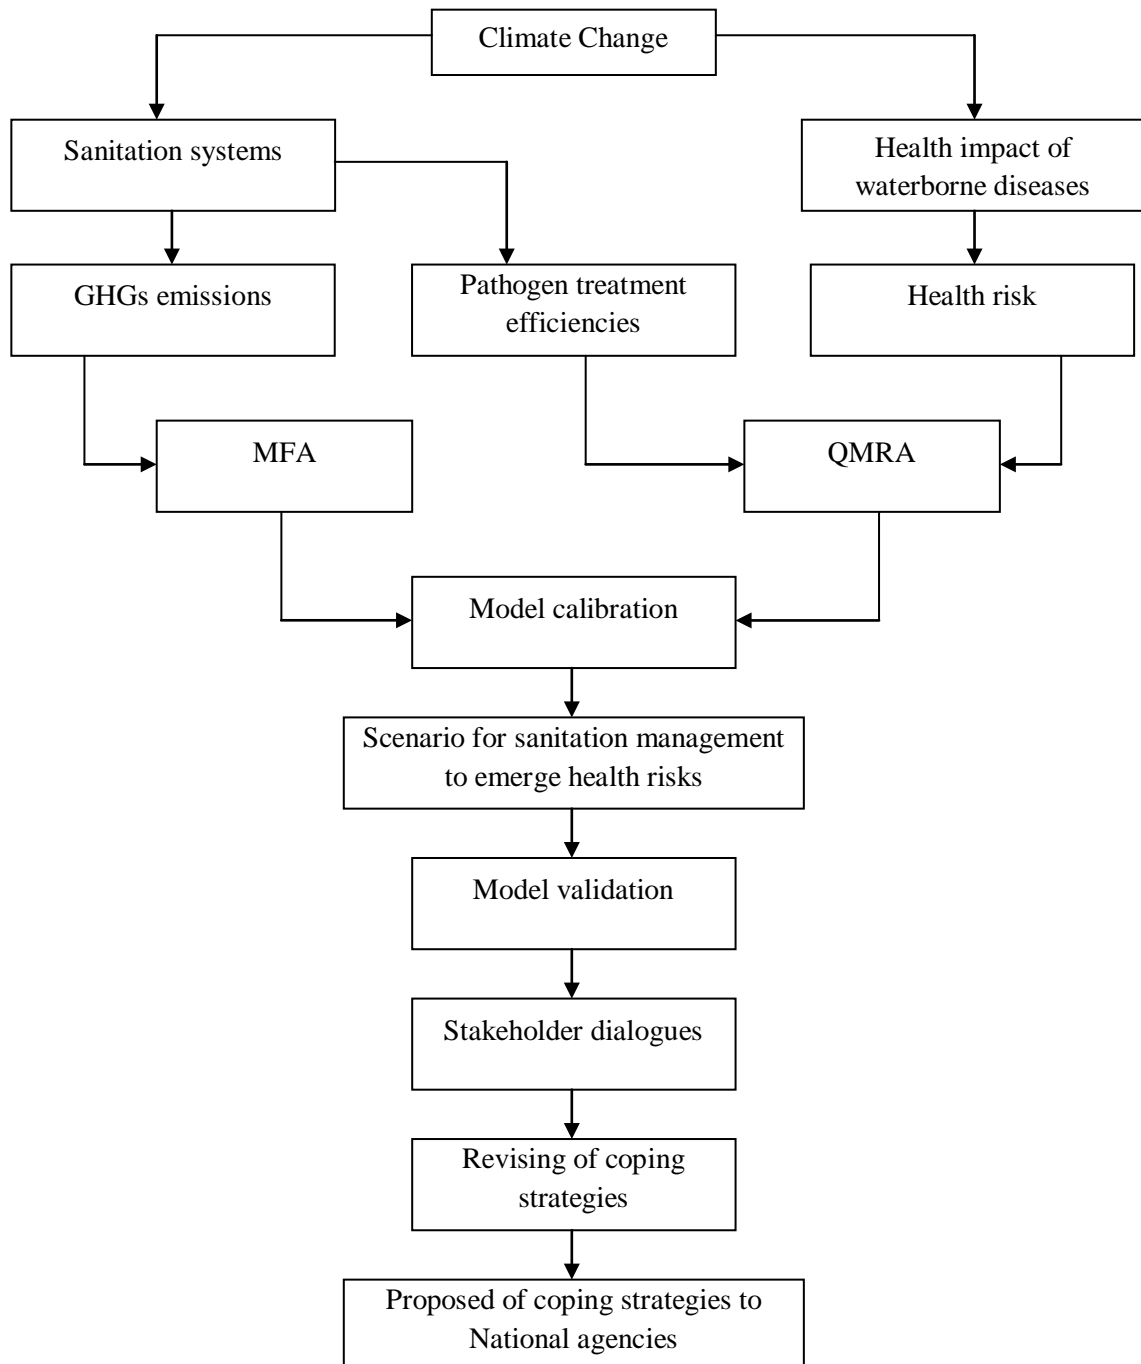 Climate Change
Sanitation systems
Health impact of
waterborne diseases
GHGs emissions
Pathogen treatment
efficiencies
Health risk
MFA
QMRA
Model calibration
Scenario for sanitation management
to emerge health risks
Model validation
Stakeholder dialogues
Revising of coping
strategies
Proposed of coping strategies to
National agencies